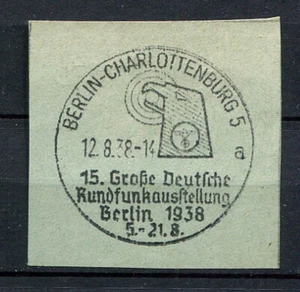 BERLIN-CHARLOTTENBURG 5
12.8.38.-14
a
15. Große Deutsche
Rundfunkausstellung
Berlin 1938
5.-21.8.